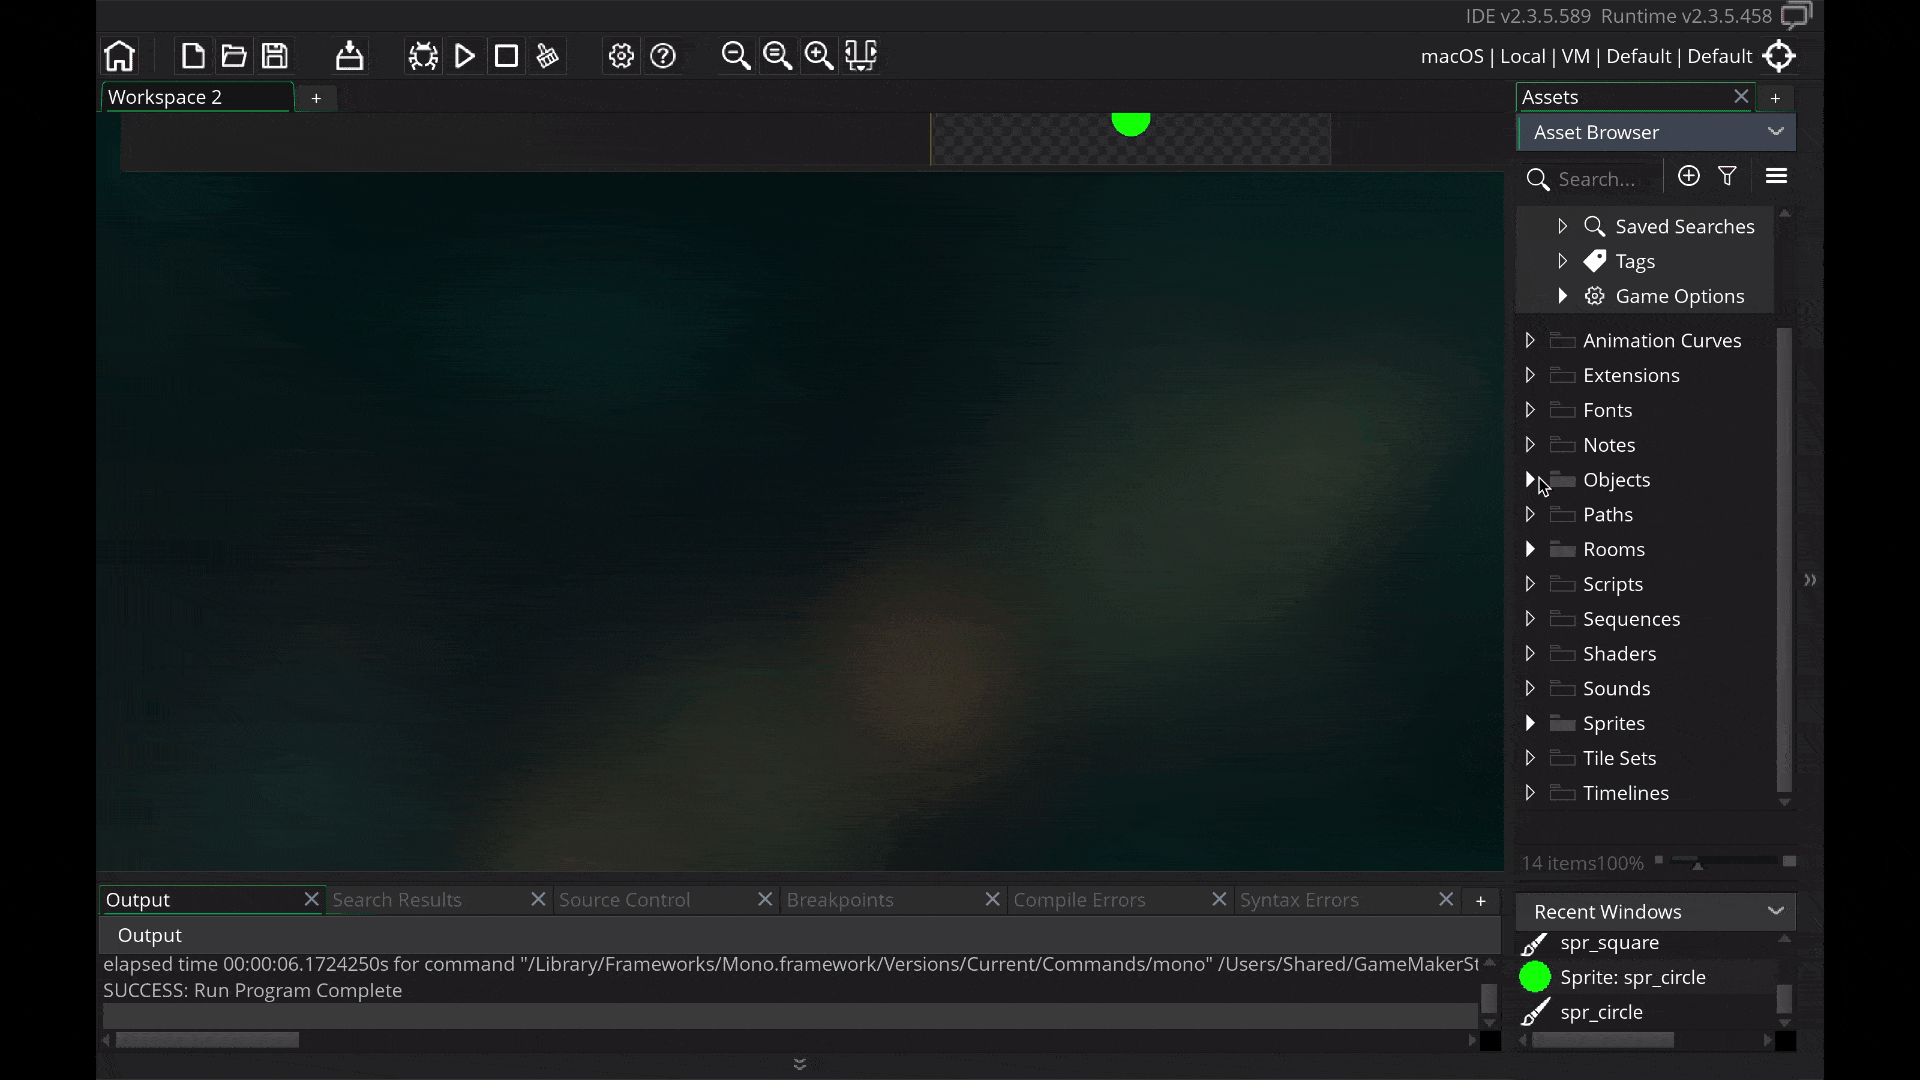 IDE v2.3.5.589 Runtime v2.3.5.458
macOS | Local | VM | Default | Default
Workspace 2
+
Assets
+
Asset Browser
Search...
Saved Searches
Tags
Game Options
Animation Curves
Extensions
Fonts
Notes
Objects
Paths
Rooms
Scripts
Sequences
Shaders
Sounds
Sprites
Tile Sets
Timelines
14 items100%
Output
Search Results
Source Control
Breakpoints
Compile Errors
Syntax Errors
+
Output
elapsed time 00:00:06.1724250s for command "/Library/Frameworks/Mono.framework/Versions/Current/Commands/mono" /Users/Shared/GameMakerSt
SUCCESS: Run Program Complete
Recent Windows
spr_square
Sprite: spr_circle
spr_circle